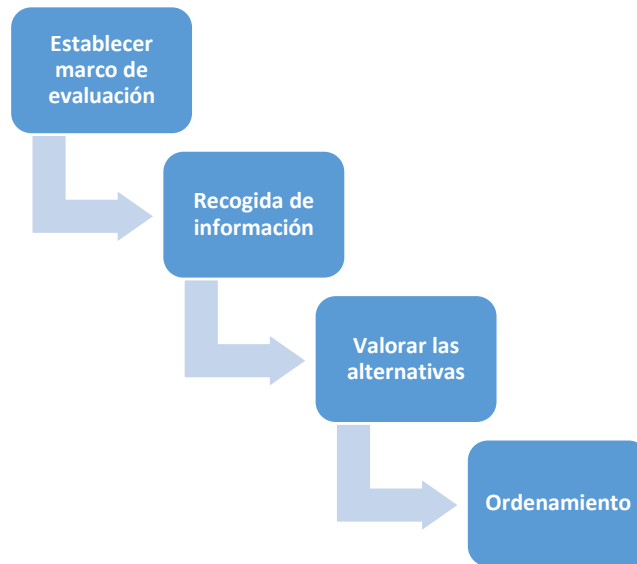 Establecer
marco de
evaluación
Recogida de
información
Valorar las
alternativas
Ordenamiento